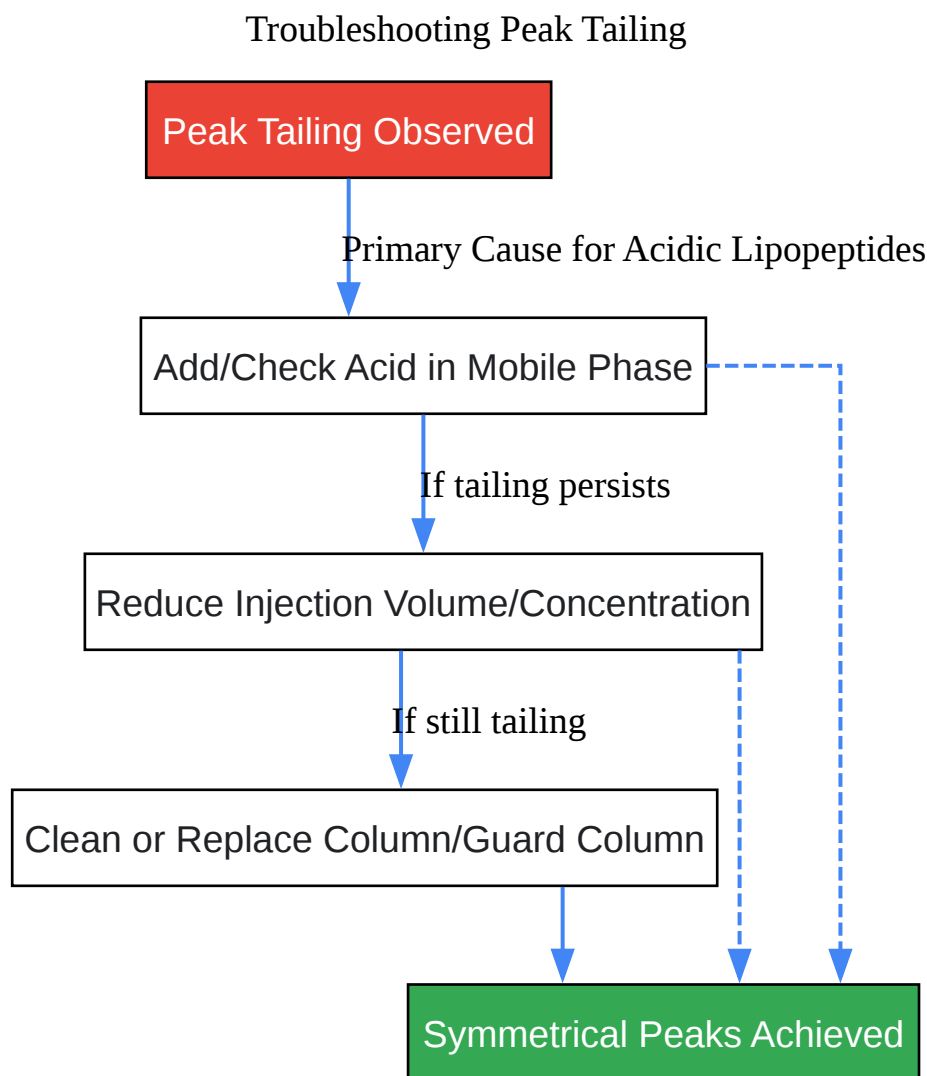 Troubleshooting Peak Tailing
Peak Tailing Observed
Primary Cause for Acidic Lipopeptides
Add/Check Acid in Mobile Phase
If tailing persists
Reduce Injection Volume/Concentration
If still tailing
Clean or Replace Column/Guard Column
Symmetrical Peaks Achieved